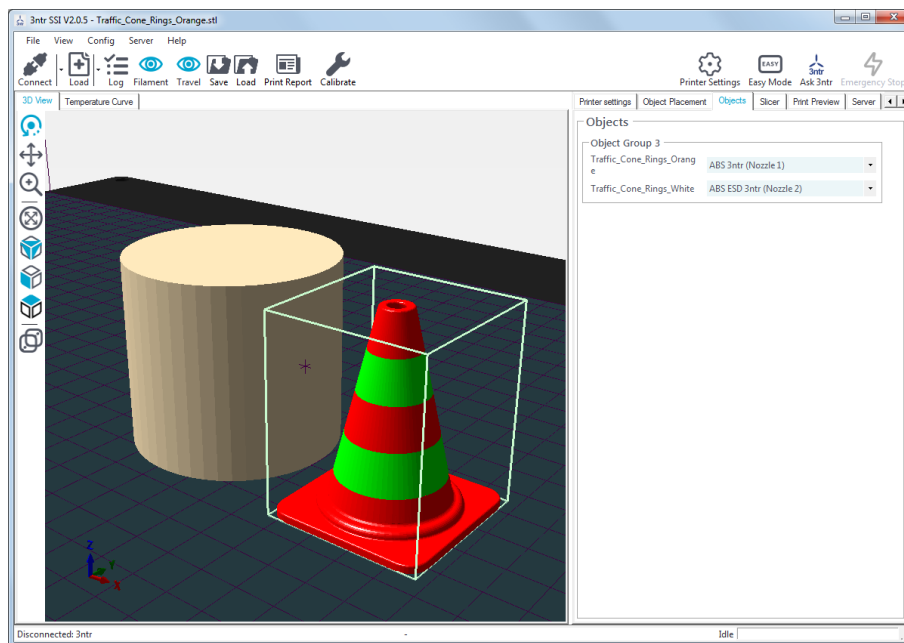 3ntr SSI V2.0.5 - Traffic_Cone_Rings_Orange.stl
File View Config Server Help
Connect Load Log Filament Travel Save Load Print Report Calibrate
EASY 3ntr
Printer Settings Easy Mode Ask 3ntr Emergency Stop
3D View Temperature Curve
Printer settings Object Placement Objects Slicer Print Preview Server
Objects
Object Group 3
Traffic_Cone_Rings_Orang
e
ABS 3ntr (Nozzle 1)
Traffic_Cone_Rings_White ABS ESD 3ntr (Nozzle 2)
Z
Y
X
Disconnected: 3ntr - Idle